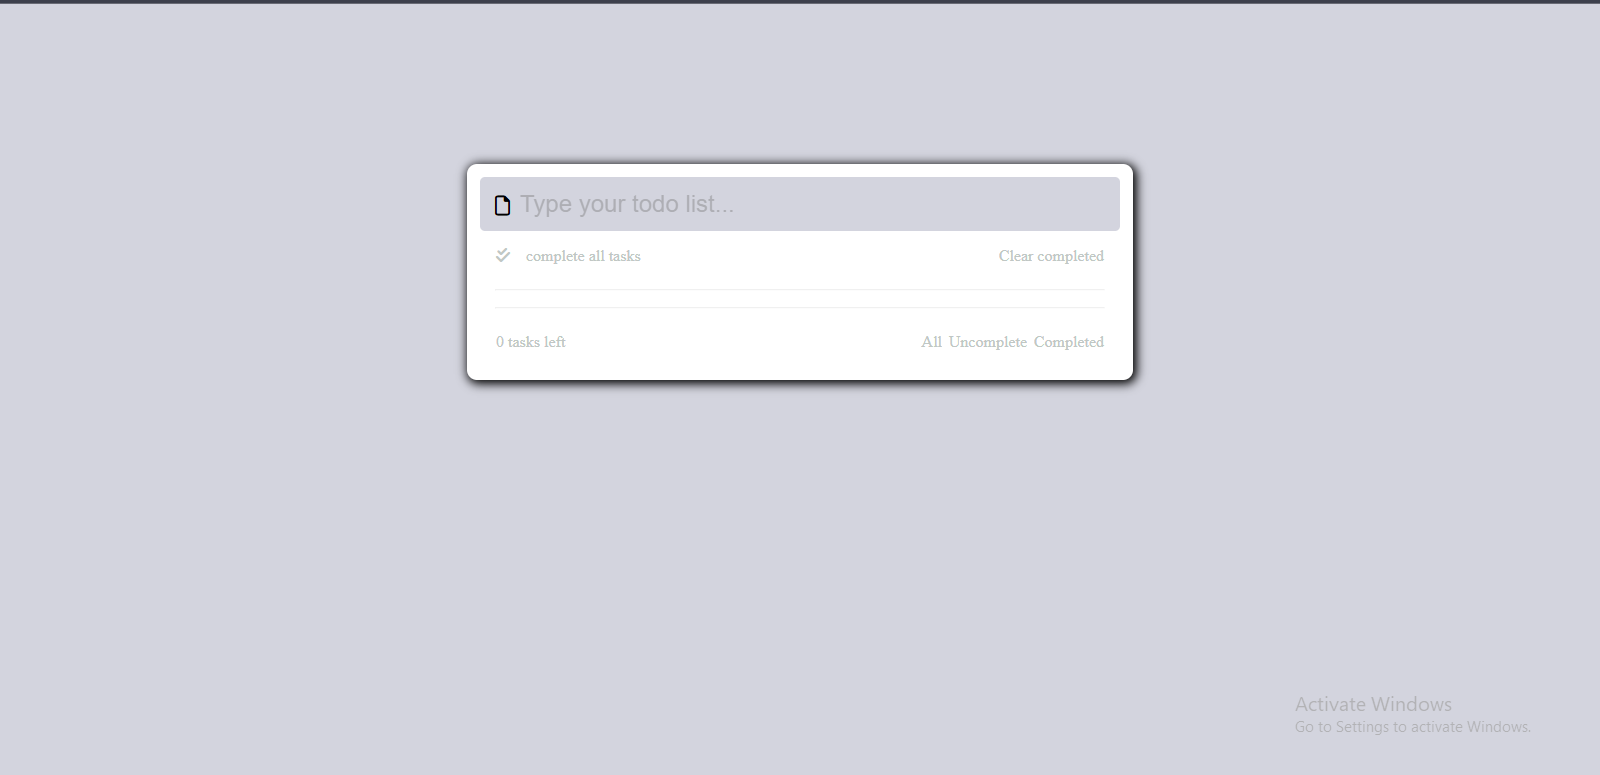 Type your todo list...
complete all tasks Clear completed
0 tasks left All Uncomplete Completed
Activate Windows
Go to Settings to activate Windows.